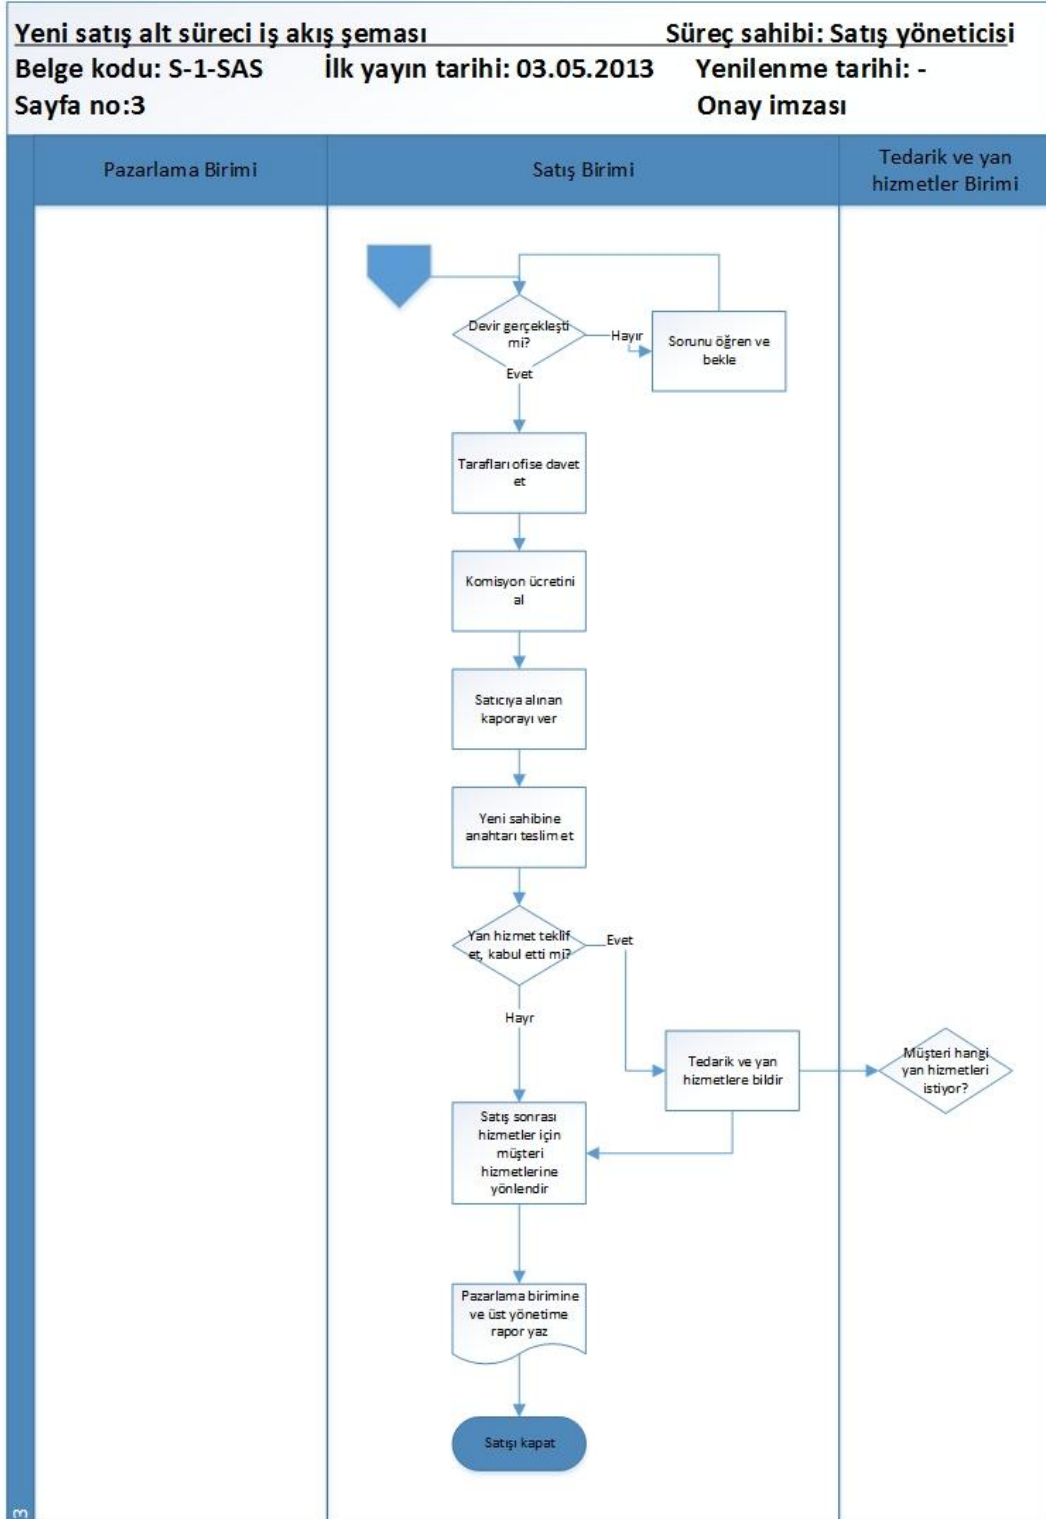 Yeni satış alt süreci iş akış şeması Süreç sahibi: Satış yöneticisi
Belge kodu: S-1-SAS İlk yayın tarihi: 03.05.2013 Yenilenme tarihi: -
Sayfa no:3 Onay imzası
Pazarlama Birimi
Satış Birimi
Tedarik ve yan
hizmetler Birimi
Devir gerçekleşti
mi?
Hayır
Sorunu öğren ve
bekle
Evet
Tarafları ofise davet
et
Komisyon ücretini
al
Satıcıya alınan
kaporayı ver
Yeni sahibine
anahtarı teslim et
Yan hizmet teklif
et, kabul etti mi?
Evet
Hayr
Tedarik ve yan
hizmetlere bildir
Müşteri hangi
yan hizmetleri
istiyor?
Satış sonrası
hizmetler için
müşteri
hizmetlerine
yönlendir
Pazarlama birimine
ve üst yönetime
rapor yaz
Satışı kapat
3